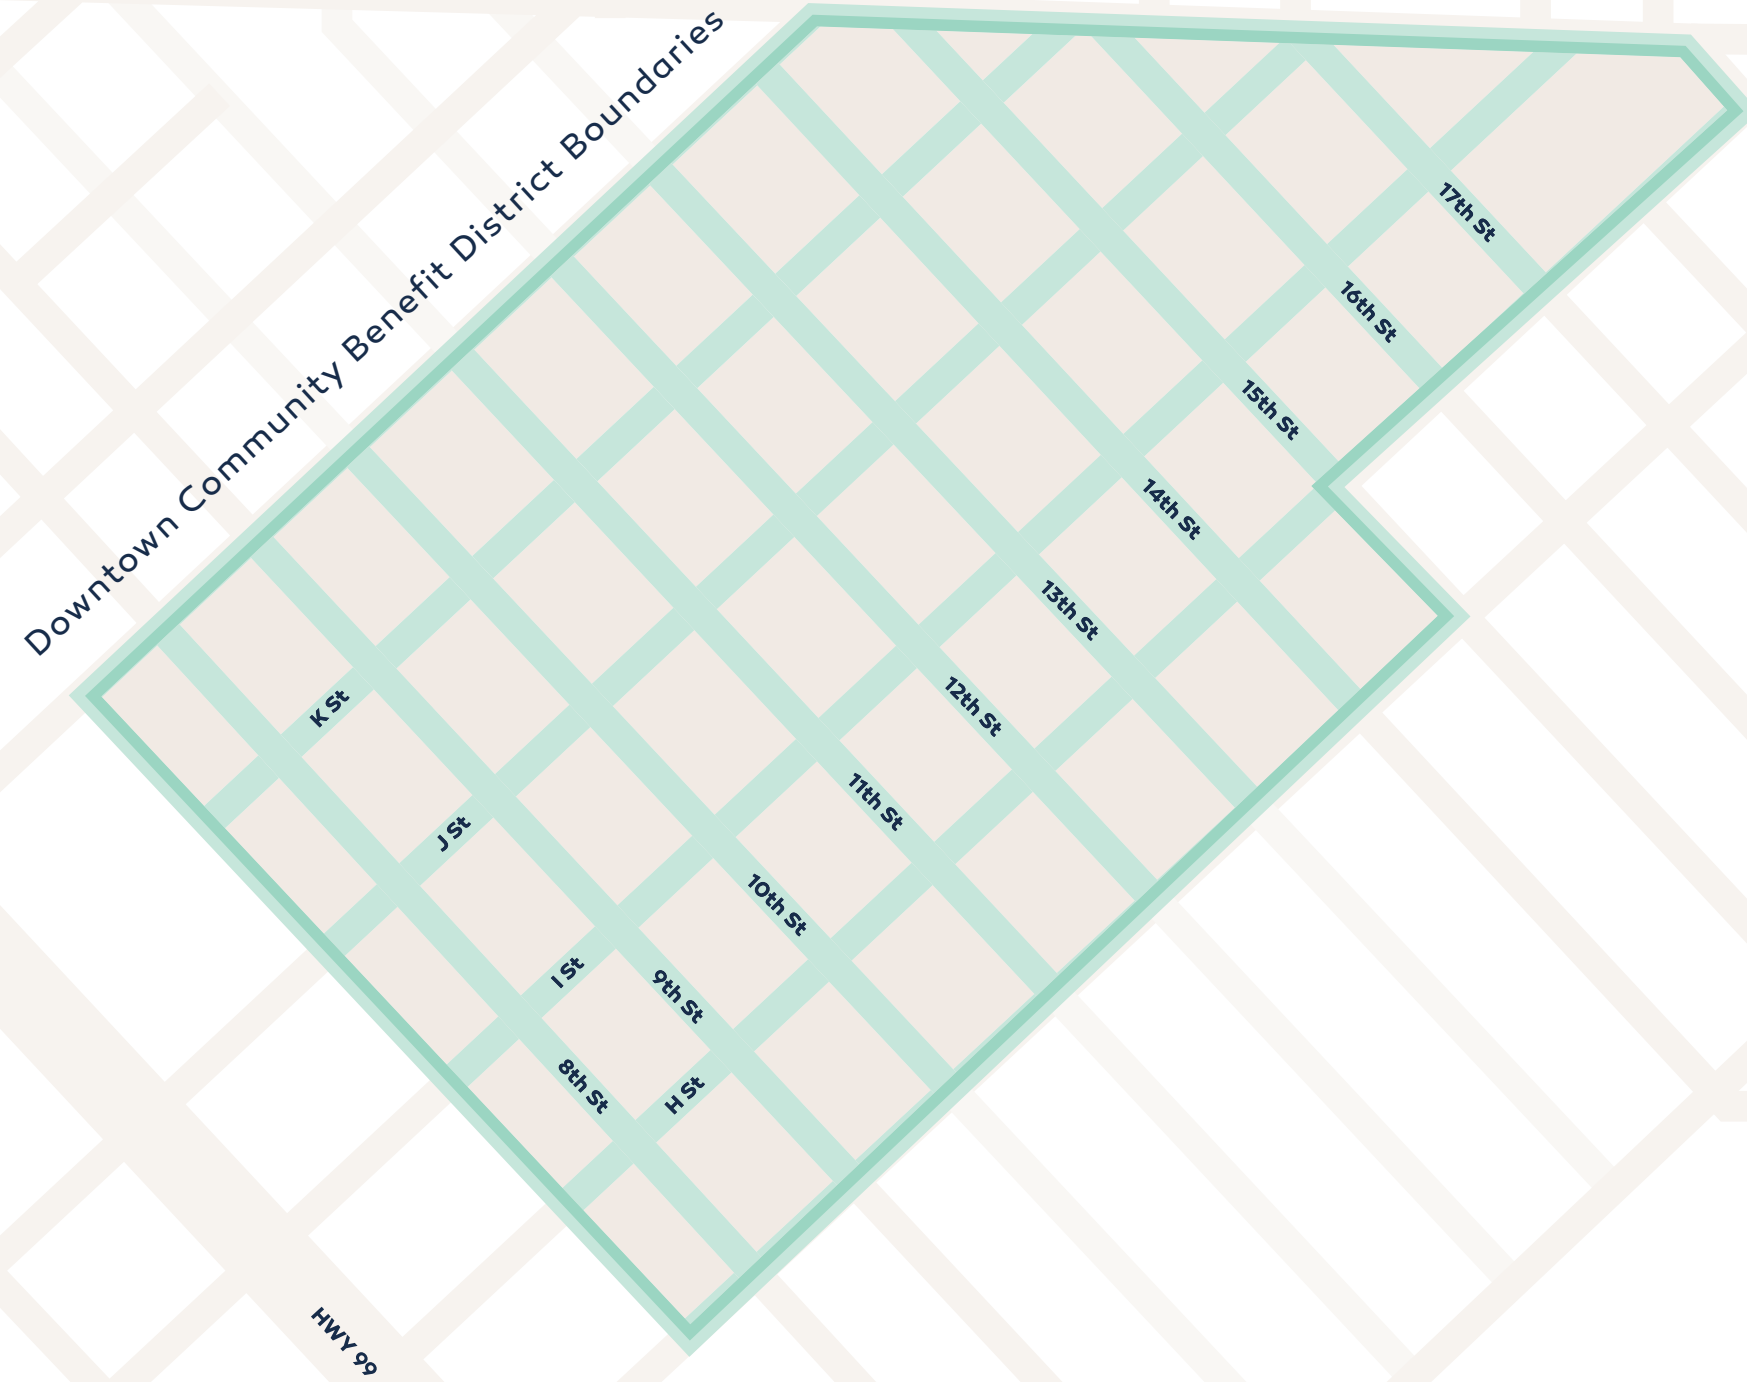 Downtown Community Benefit District Boundaries
17th St
16th St
15th St
14th St
13th St
12th St
11th St
10th St
9th St
8th St
K St
J St
I St
H St
HWY 99